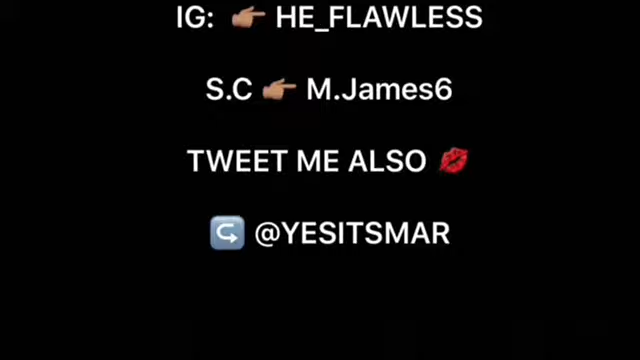 IG: 👉🏽 HE_FLAWLESS
S.C 👉🏽 M.James6
TWEET ME ALSO 💋
↪️ @YESITSMAR